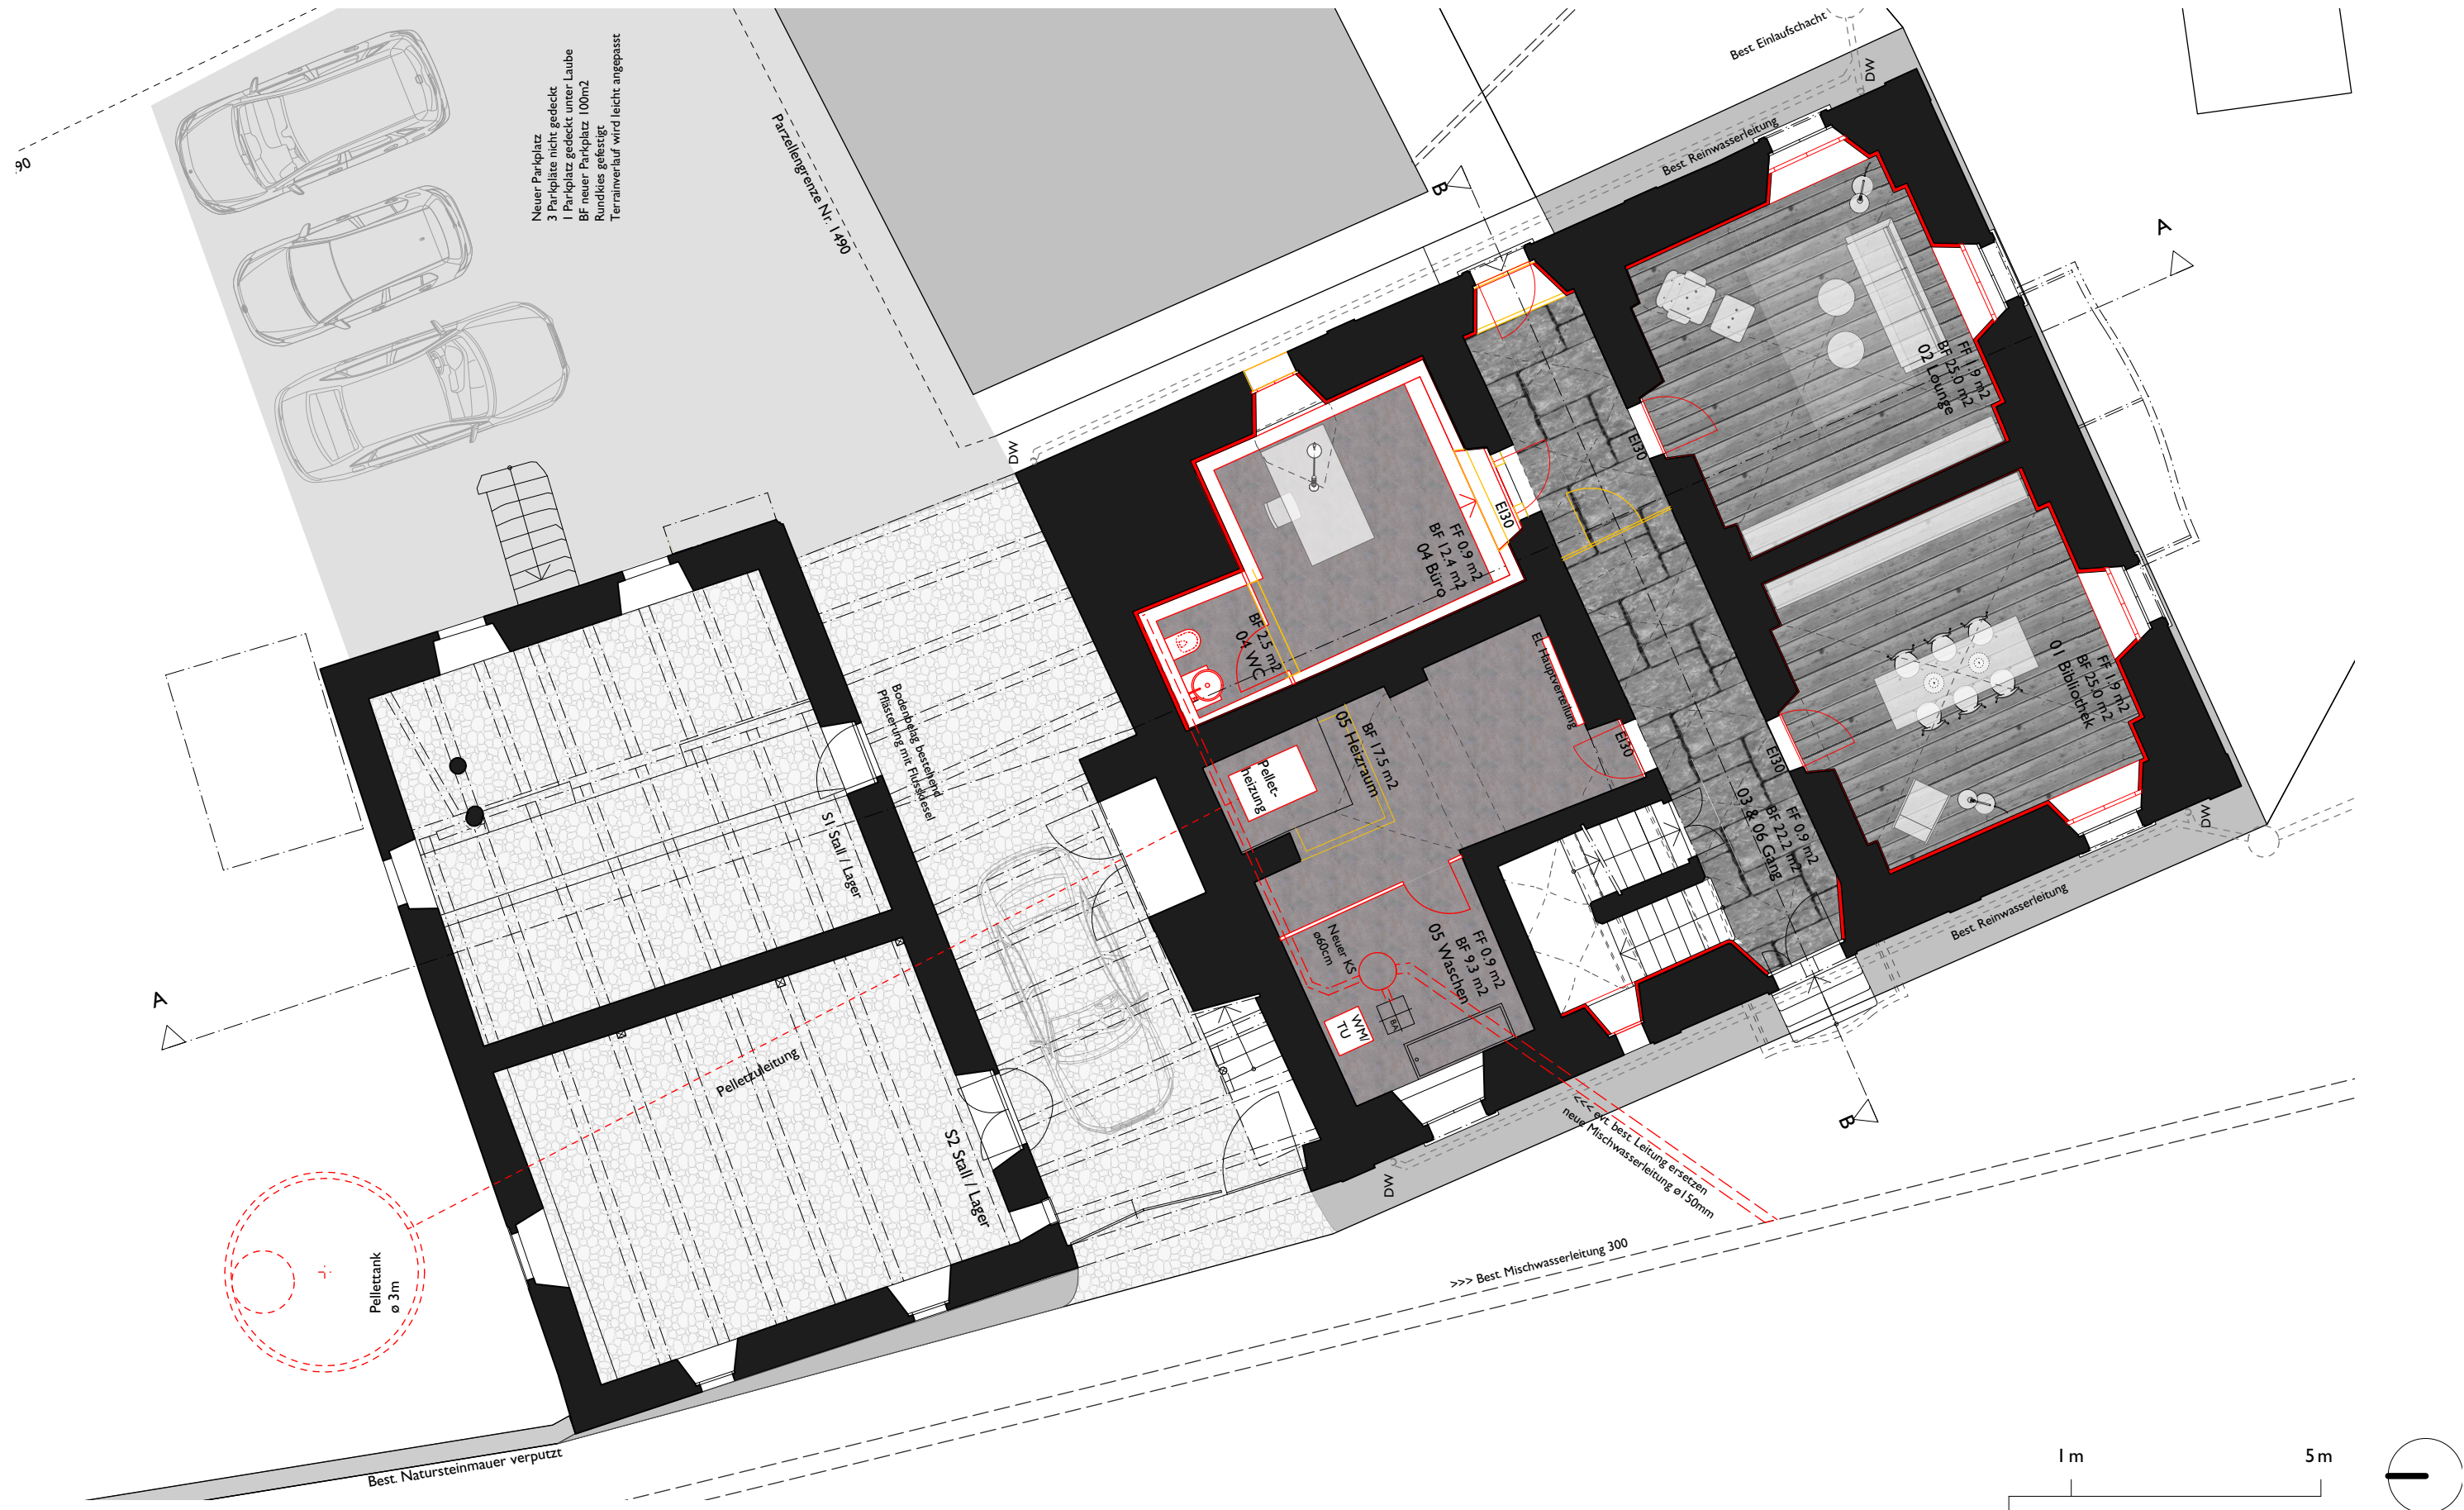 :90
Neuer Parkplatz
3 Parkpläte nicht gedeckt
1 Parkplatz gedeckt unter Laube
BF neuer Parkplatz 100m2
Rundkies gefestigt
Terrainverlauf wird leicht angepasst
Parzellengrenze Nr. 1490
Best. Einlaufschacht
DW
Best. Reinwasserleitung
B
A
DW
FF 1.9 m2
BF 25.0 m2
02 Lounge
EI30
EI30
FF 0.9 m2
BF 12.4 m2
04 Büro
BF 2.5 m2
04 WC
EL. Hauptverteilung
EI30
EI30
FF 1.9 m2
BF 25.0 m2
01 Bibliothek
BF 17.5 m2
05 Heizraum
Pellet-
heizung
FF 0.9 m2
BF 22.2 m2
03 & 06 Gang
Bodenbelag bestehend
Pflästerung mit Flusskiesel
S1 Stall / Lager
DW
Best. Reinwasserleitung
Neuer KS
ø60cm
FF 0.9 m2
BF 9.3 m2
05 Waschen
WM/
TU
BA
A
Pelletzuleitung
S2 Stall / Lager
B
<<< evt. best. Leitung ersetzen
neue Mischwasserleitung ø150mm
DW
Pellettank
ø 3m
>>> Best. Mischwasserleitung 300
Best. Natursteinmauer verputzt
1 m
5 m